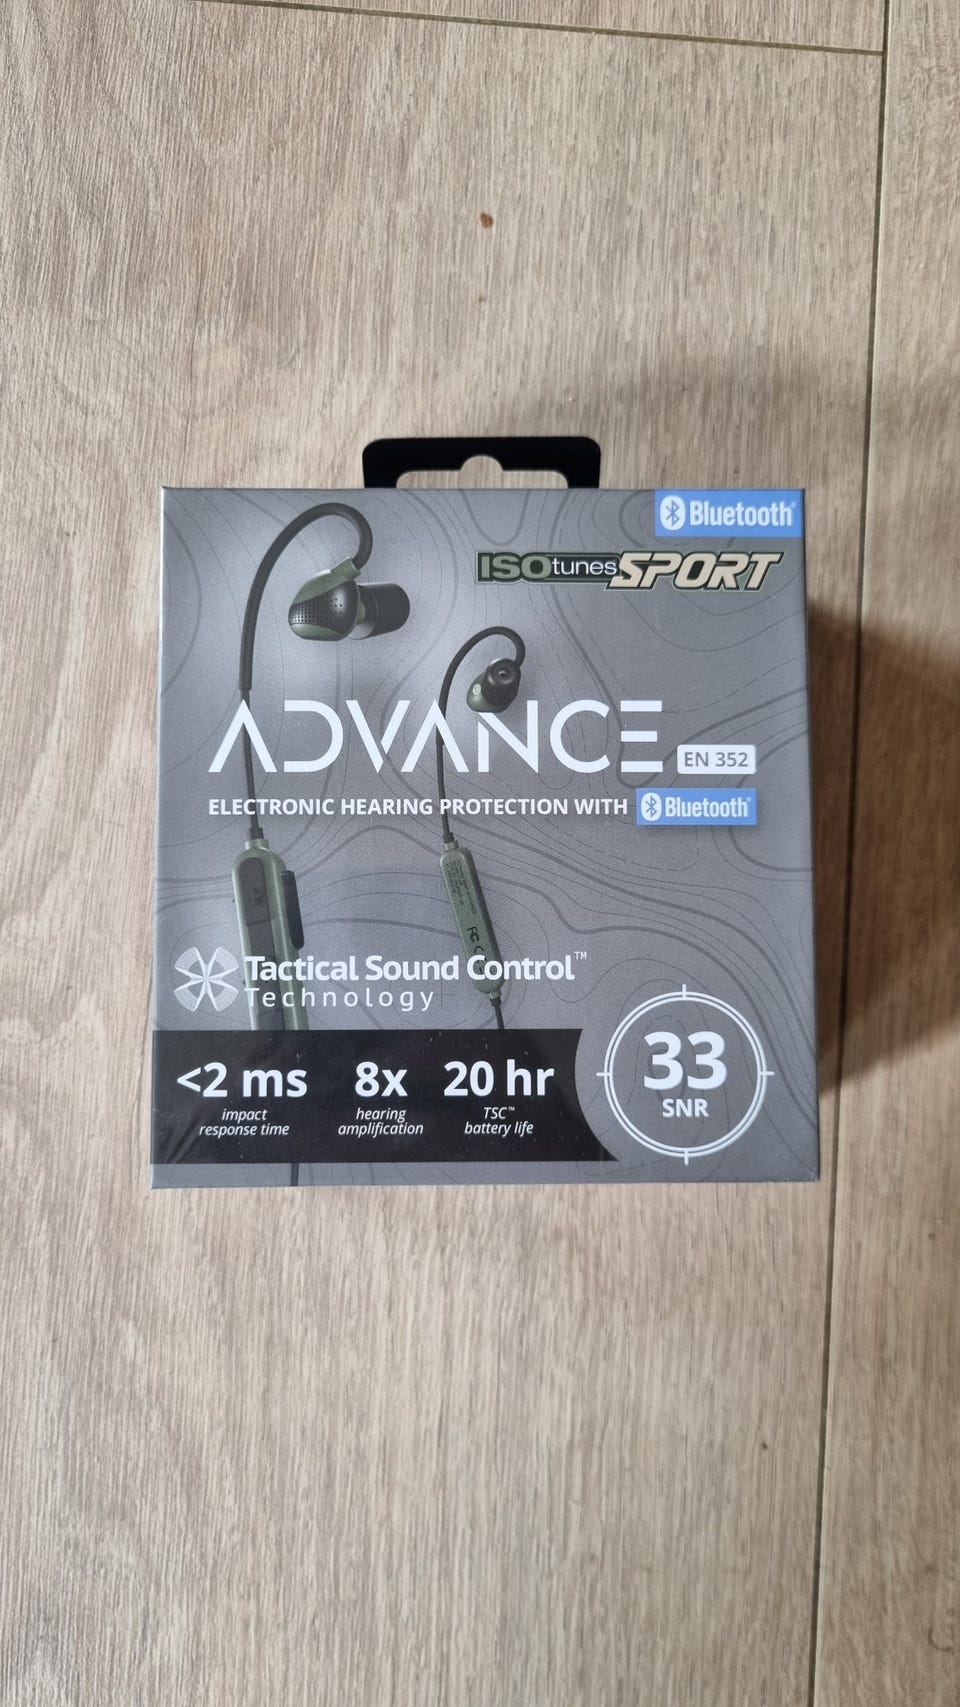 Bluetooth®
ISOtunes SPORT
ADVANCE EN 352
ELECTRONIC HEARING PROTECTION WITH Bluetooth®
FC
Tactical Sound Control™
Technology
<2 ms 8x 20 hr
impact hearing TSC™
response time amplification battery life
33
SNR